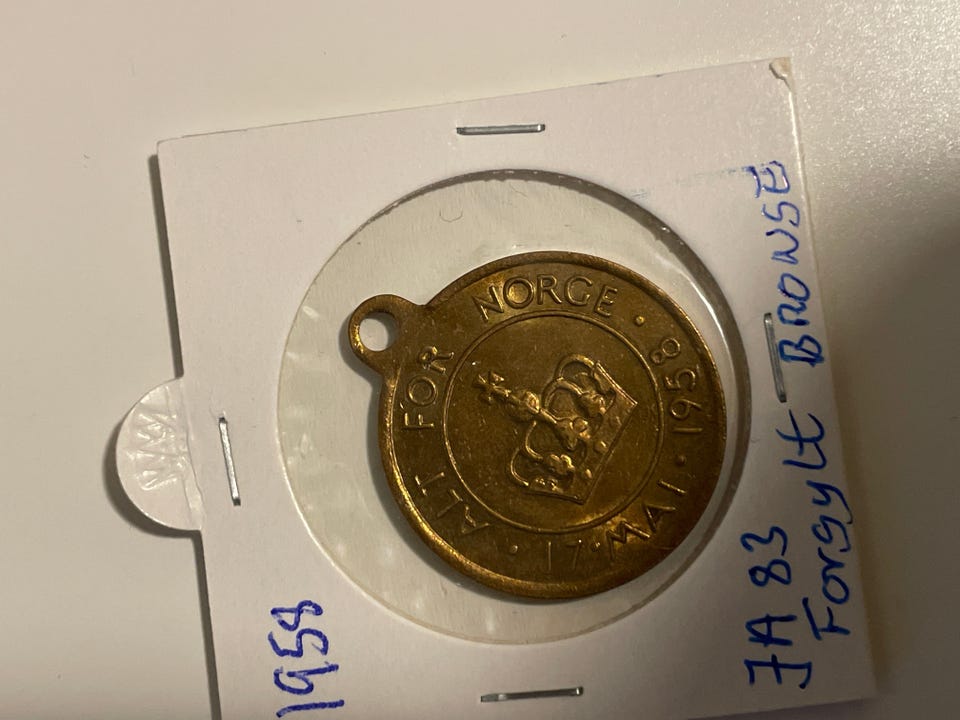 ALT FOR NORGE · 17 · MAI · 1958 ·
1958
JA 83
Forgylt BRONSE